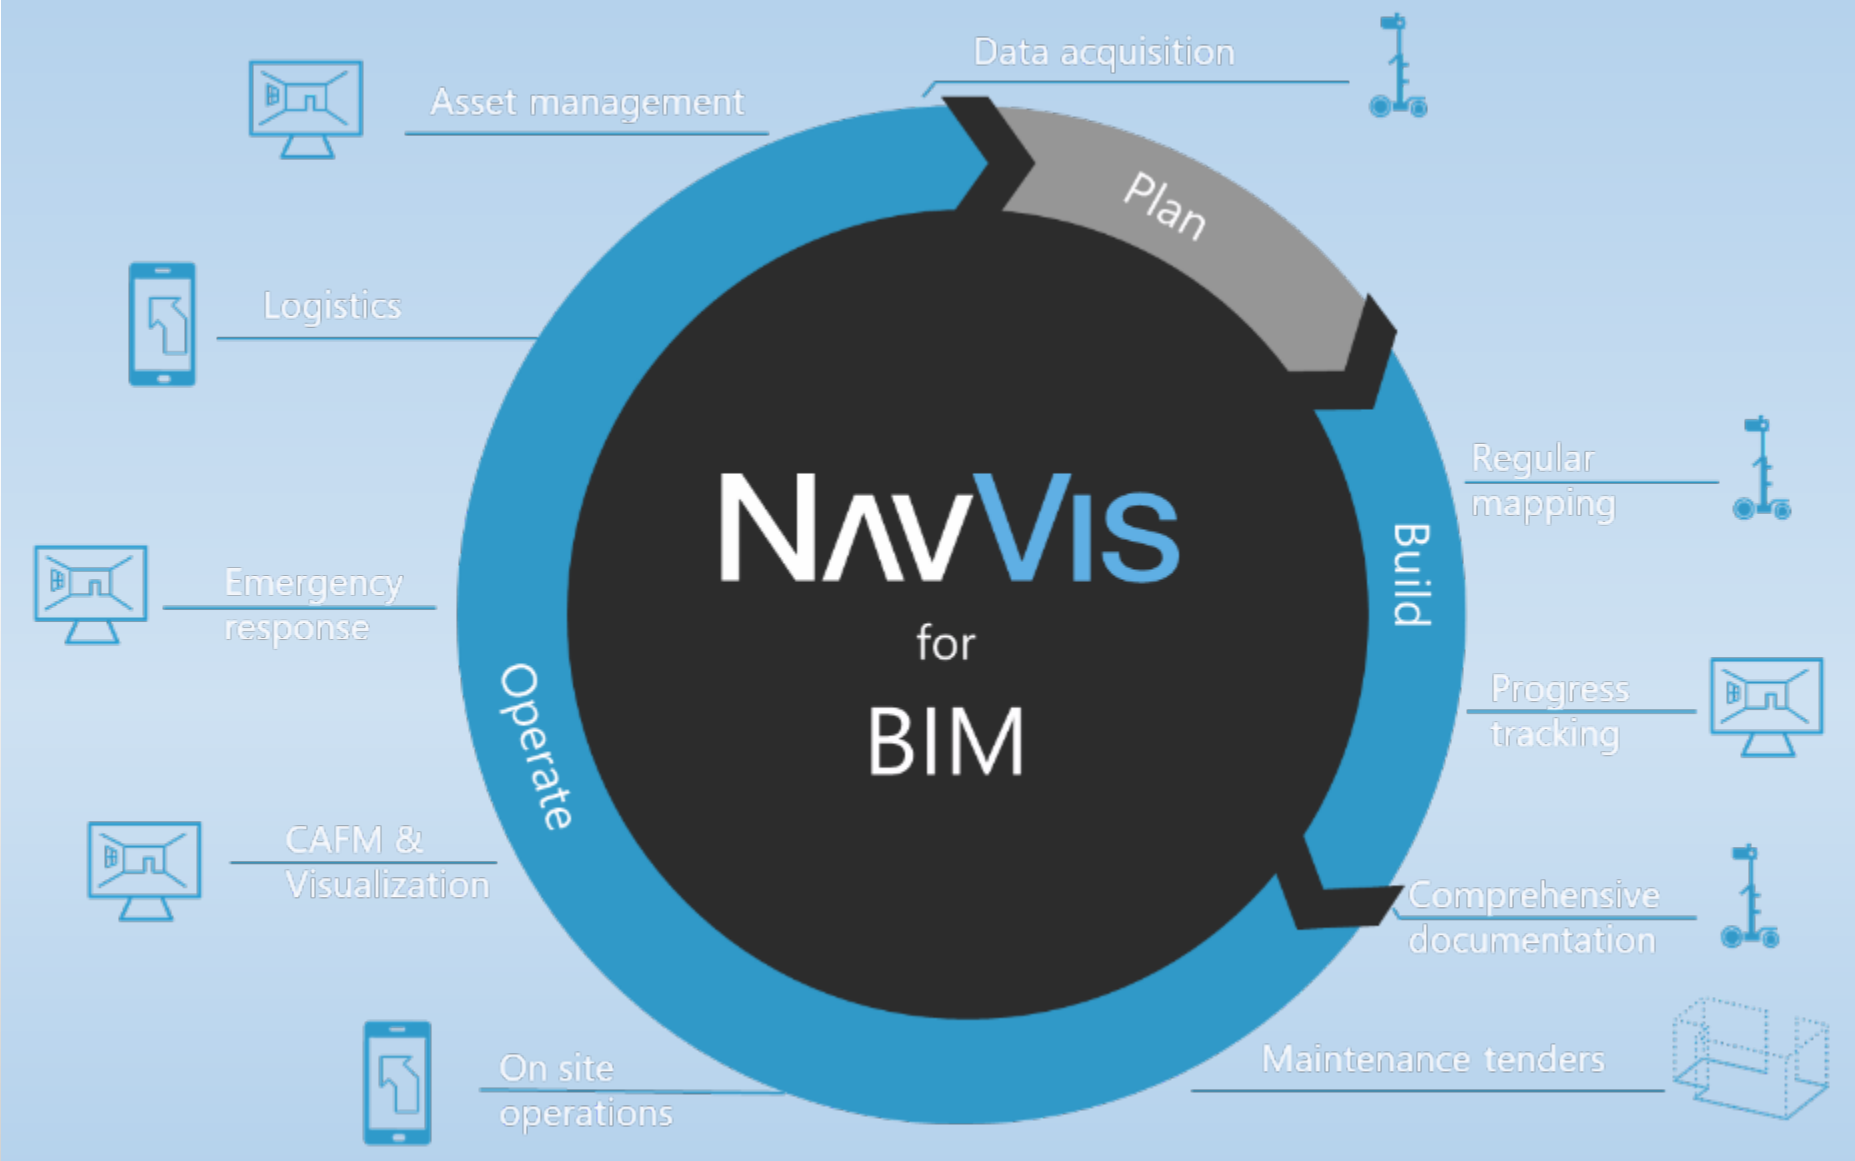 Data acquisition
Asset management
Plan
Logistics
Regular
mapping
Build
NavVis
for
BIM
Emergency
response
Operate
Progress
tracking
CAFM &
Visualization
Comprehensive
documentation
On site
operations
Maintenance tenders